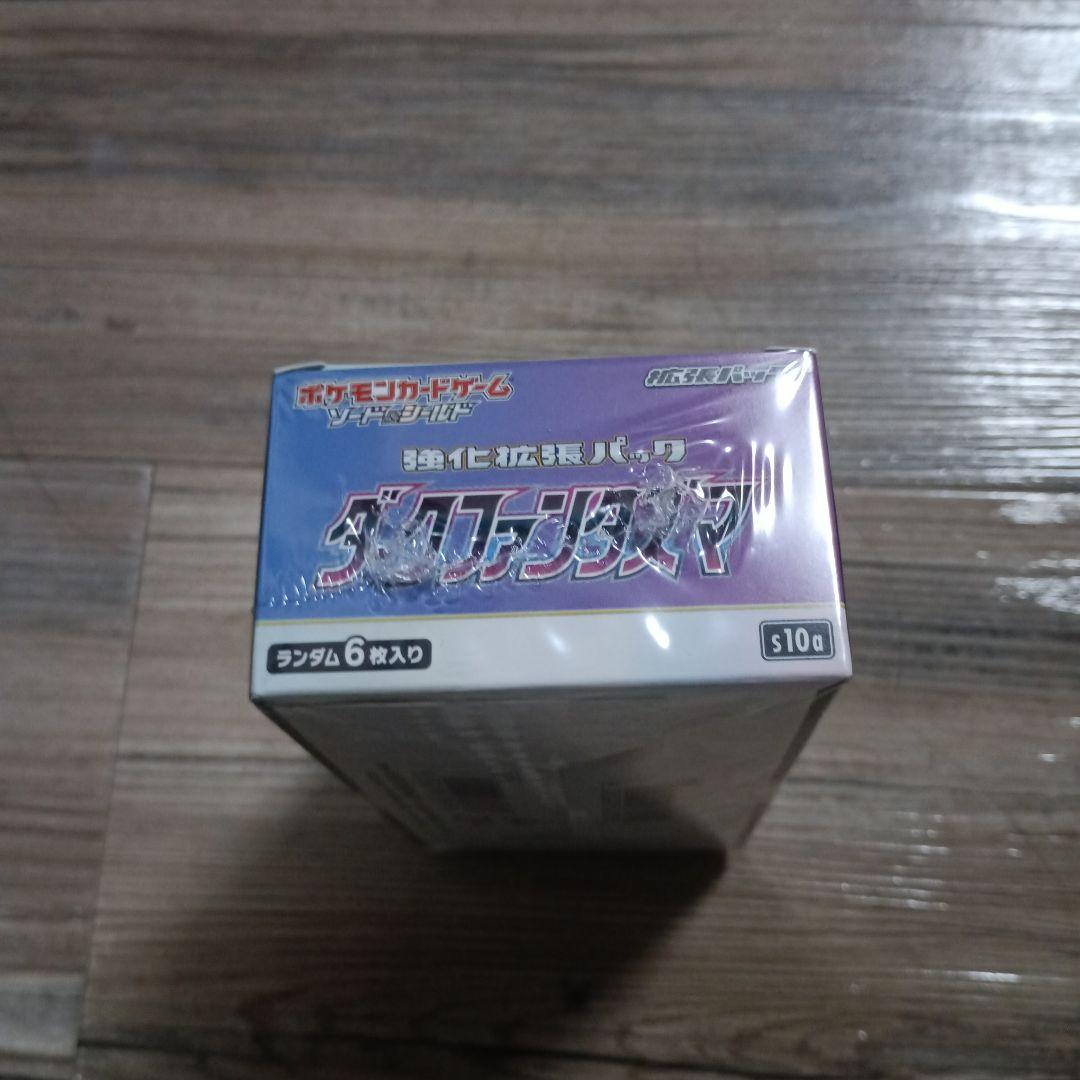 ポケモンカードゲーム
ソード&シールド
拡張パック
強化拡張パック
ダークファンタズマ
ランダム6枚入り
s10a